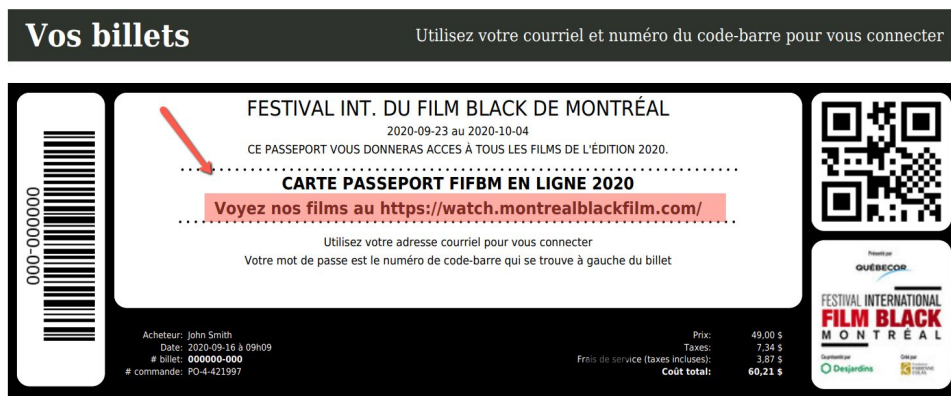 Vos billets
Utilisez votre courriel et numéro du code-barre pour vous connecter
000-0000000
FESTIVAL INT. DU FILM BLACK DE MONTRÉAL
2020-09-23 au 2020-10-04
CE PASSEPORT VOUS DONNERAS ACCES À TOUS LES FILMS DE L'ÉDITION 2020.
CARTE PASSEPORT FIFBM EN LIGNE 2020
Voyez nos films au https://watch.montrealblackfilm.com/
Utilisez votre adresse courriel pour vous connecter
Votre mot de passe est le numéro de code-barre qui se trouve à gauche du billet
Acheteur: John Smith
Date: 2020-09-16 à 09h09
# billet: 000000-000
# commande: PO-4-421997
Prix: 49,00 $
Taxes: 7,34 $
Frais de service (taxes incluses): 3,87 $
Coût total: 60,21 $
Présenté par
QUÉBECOR
FESTIVAL INTERNATIONAL
FILM BLACK
MONTRÉAL
Coprésenté par
Desjardins
Créé par